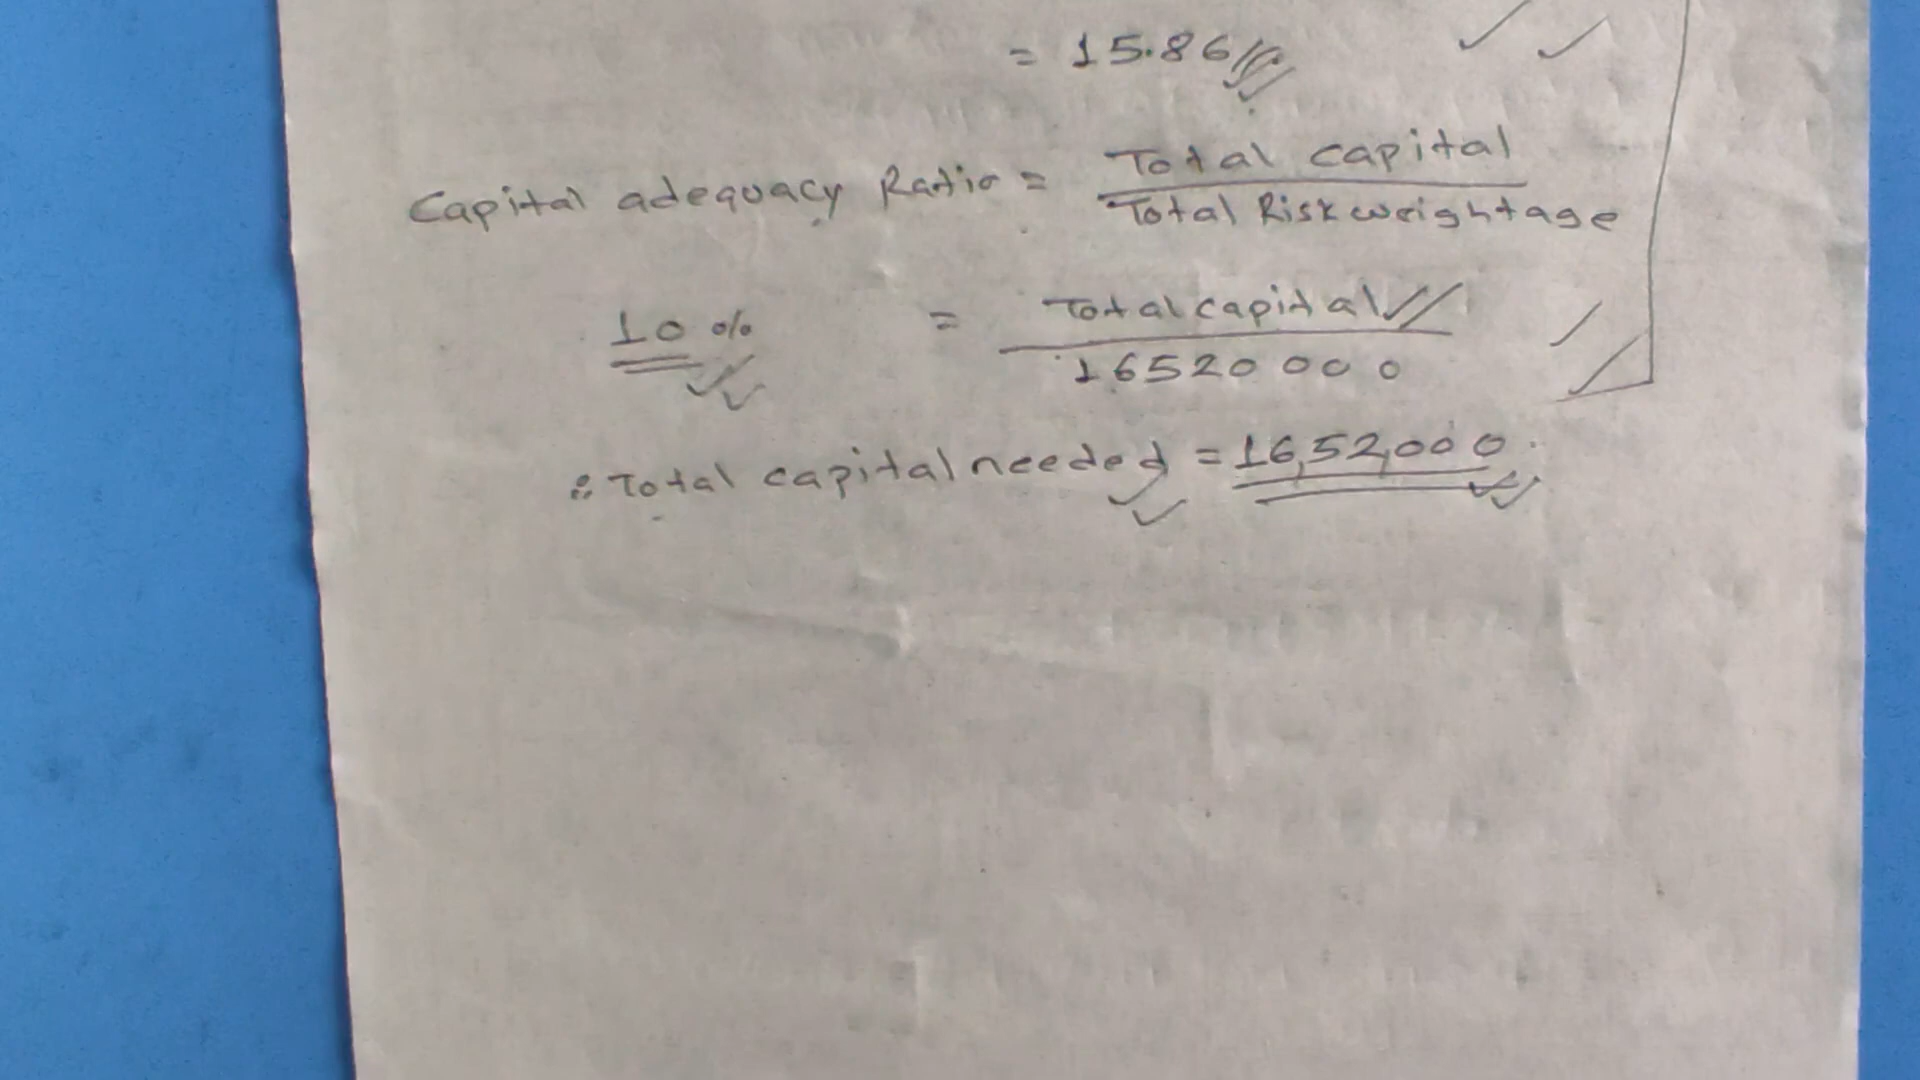 = 15.86%
Capital adequacy Ratio = Total capital
Total Risk weightage
10% = Total capital
16520000
∴ Total capital needed = 16,52,000.